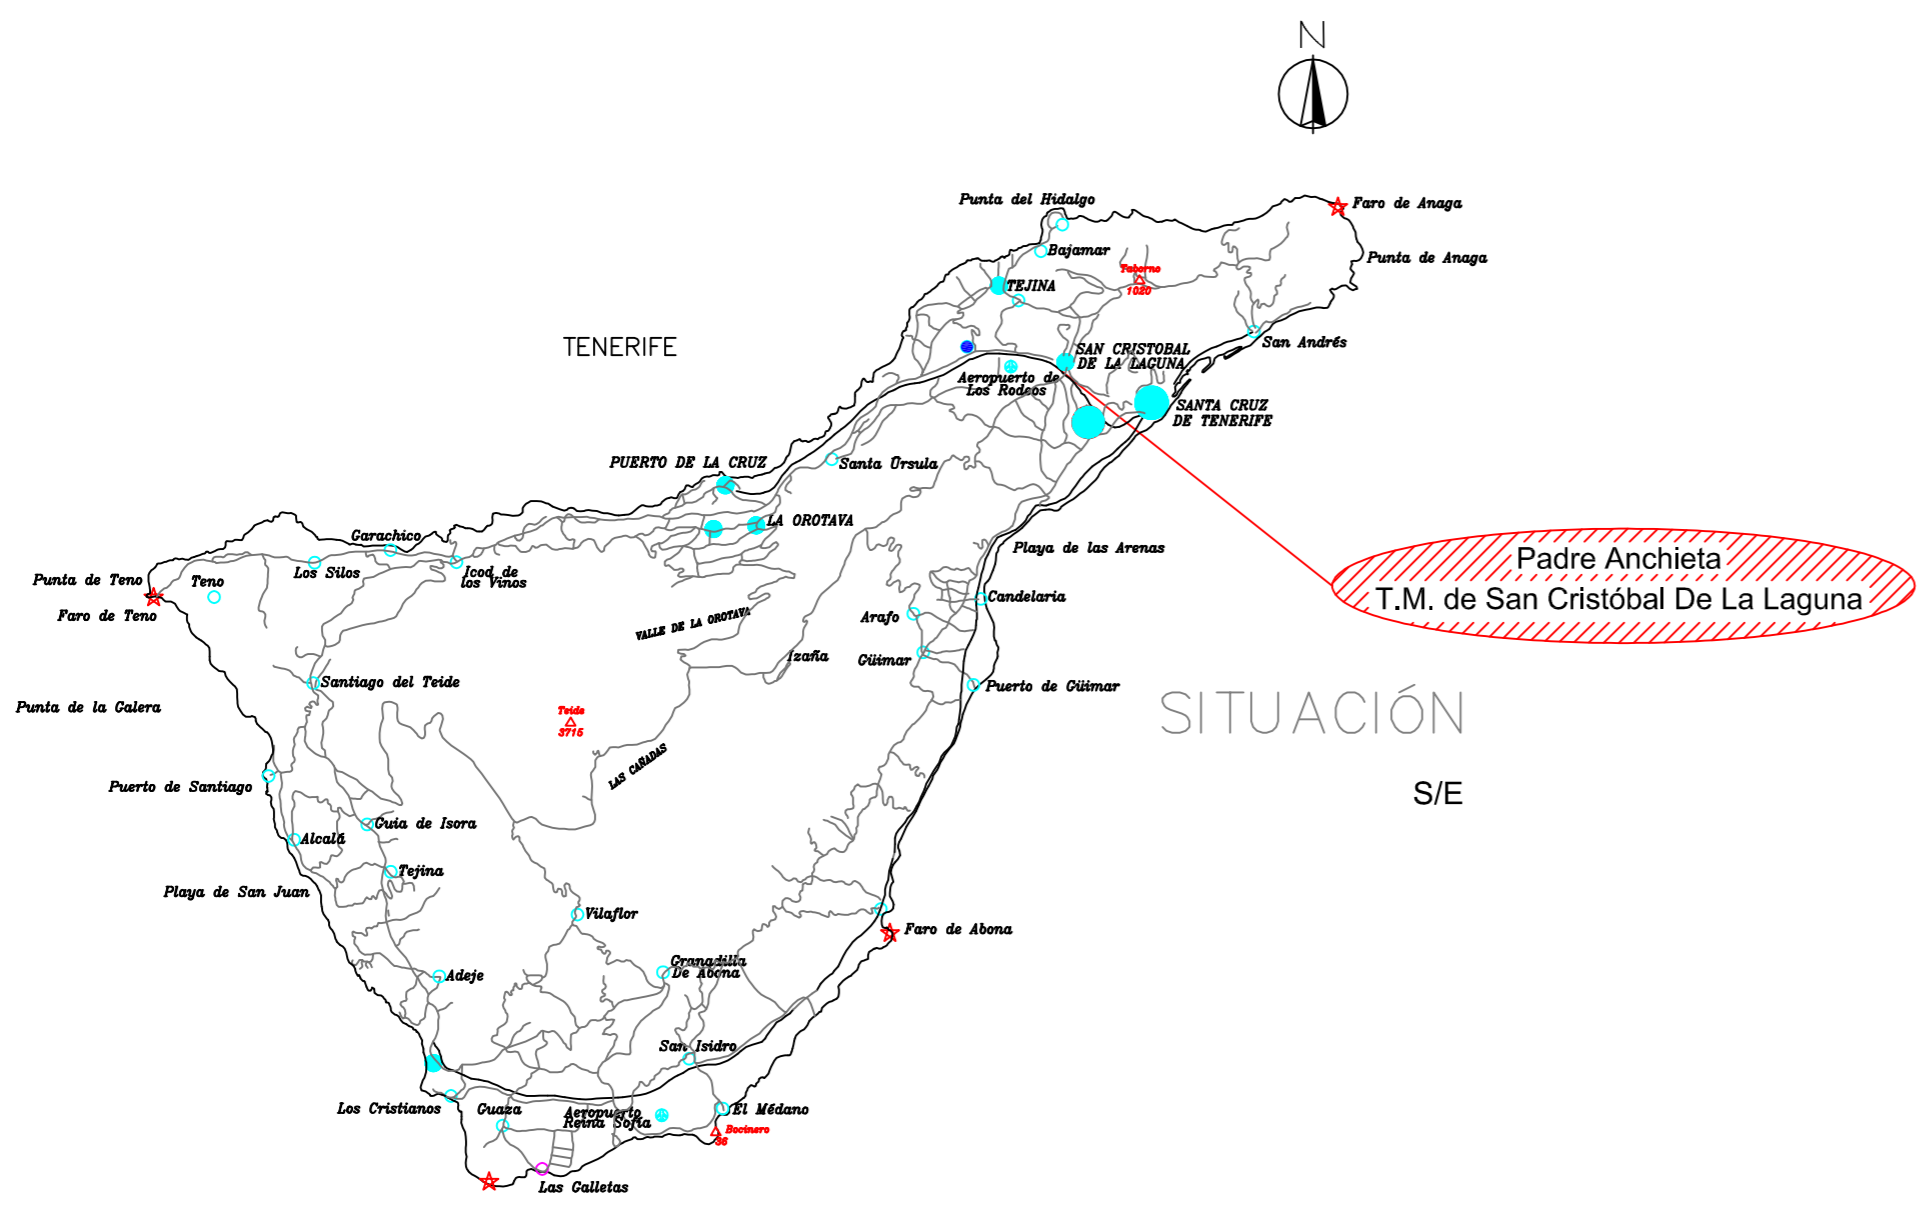 N
Punta del Hidalgo
Faro de Anaga
Bajamar
Punta de Anaga
Taborno
1020
TEJINA
TENERIFE
San Andrés
SAN CRISTOBAL
DE LA LAGUNA
Aeropuerto de
Los Rodeos
SANTA CRUZ
DE TENERIFE
PUERTO DE LA CRUZ
Santa Úrsula
LA OROTAVA
Garachico
Playa de las Arenas
Padre Anchieta
T.M. de San Cristóbal De La Laguna
Punta de Teno
Teno
Los Silos
Icod de
los Vinos
Faro de Teno
Candelaria
Arafo
VALLE DE LA OROTAVA
Izaña
Güimar
Santiago del Teide
Puerto de Güimar
Punta de la Galera
Teide
3715
SITUACIÓN
LAS CAÑADAS
Puerto de Santiago
S/E
Guia de Isora
Alcalá
Tejina
Playa de San Juan
Vilaflor
Faro de Abona
Granadilla
De Abona
Adeje
San Isidro
Los Cristianos
Guaza
Aeropuerto
Reina Sofía
El Médano
Bocinero
36
Las Galletas